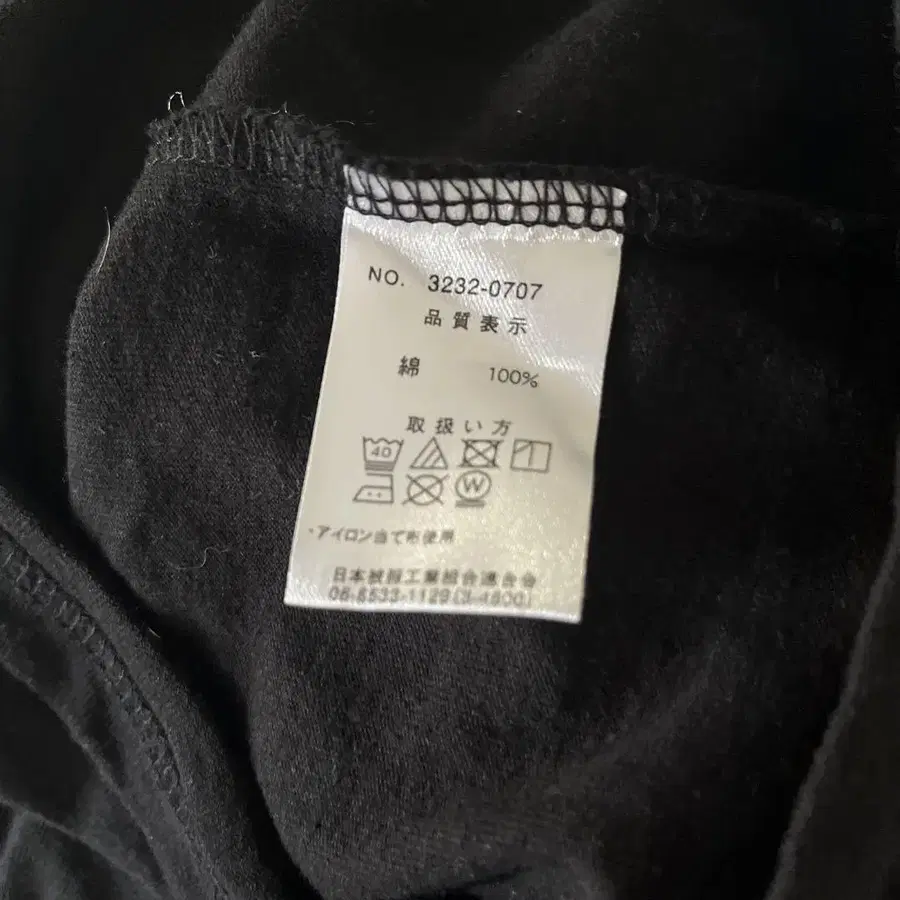 NO. 3232-0707
品質表示
綿 100%
取扱い方
40
W
・アイロン当て布使用
日本被服工業組合連合会
06-6533-1129(3-4600)